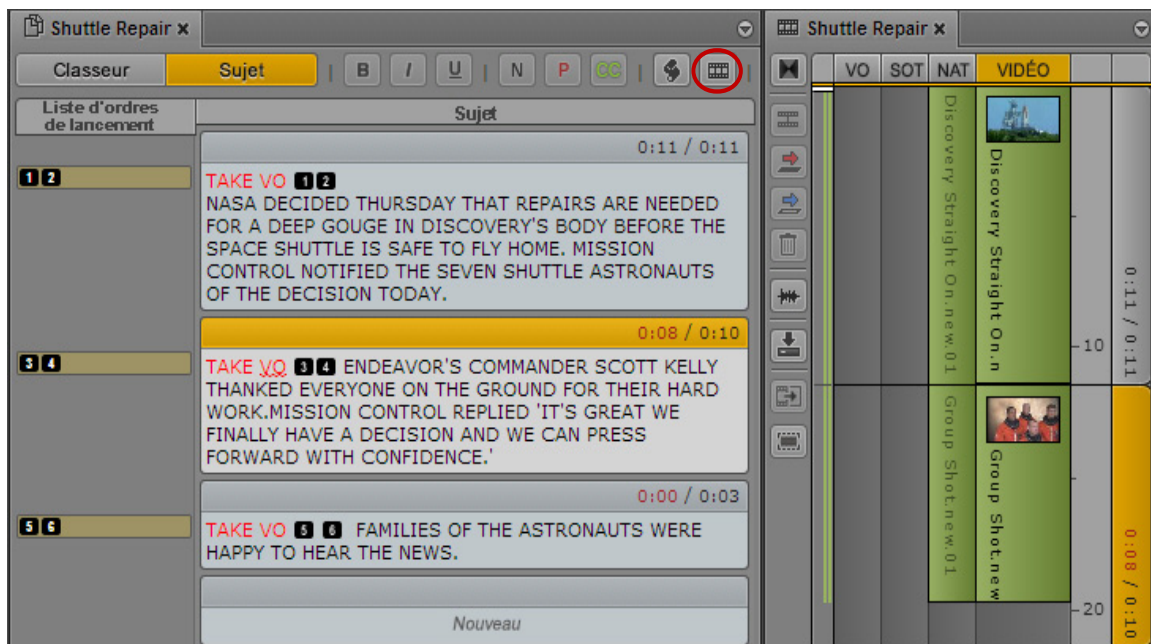 Shuttle Repair
Classeur
Sujet
B I U N P CC
Liste d'ordres
de lancement
Sujet
0:11 / 0:11
1 2
TAKE VO 1 2
NASA DECIDED THURSDAY THAT REPAIRS ARE NEEDED
FOR A DEEP GOUGE IN DISCOVERY'S BODY BEFORE THE
SPACE SHUTTLE IS SAFE TO FLY HOME. MISSION
CONTROL NOTIFIED THE SEVEN SHUTTLE ASTRONAUTS
OF THE DECISION TODAY.
0:08 / 0:10
3 4
TAKE VO 3 4 ENDEAVOR'S COMMANDER SCOTT KELLY
THANKED EVERYONE ON THE GROUND FOR THEIR HARD
WORK.MISSION CONTROL REPLIED 'IT'S GREAT WE
FINALLY HAVE A DECISION AND WE CAN PRESS
FORWARD WITH CONFIDENCE.'
0:00 / 0:03
5 6
TAKE VO 5 6 FAMILIES OF THE ASTRONAUTS WERE
HAPPY TO HEAR THE NEWS.
Nouveau
Shuttle Repair
VO SOT NAT VIDÉO
Discovery Straight On.new.01
Discovery Straight On.n
10
0:11 / 0:11
Group Shot.new.01
Group Shot.new
20
0:08 / 0:10